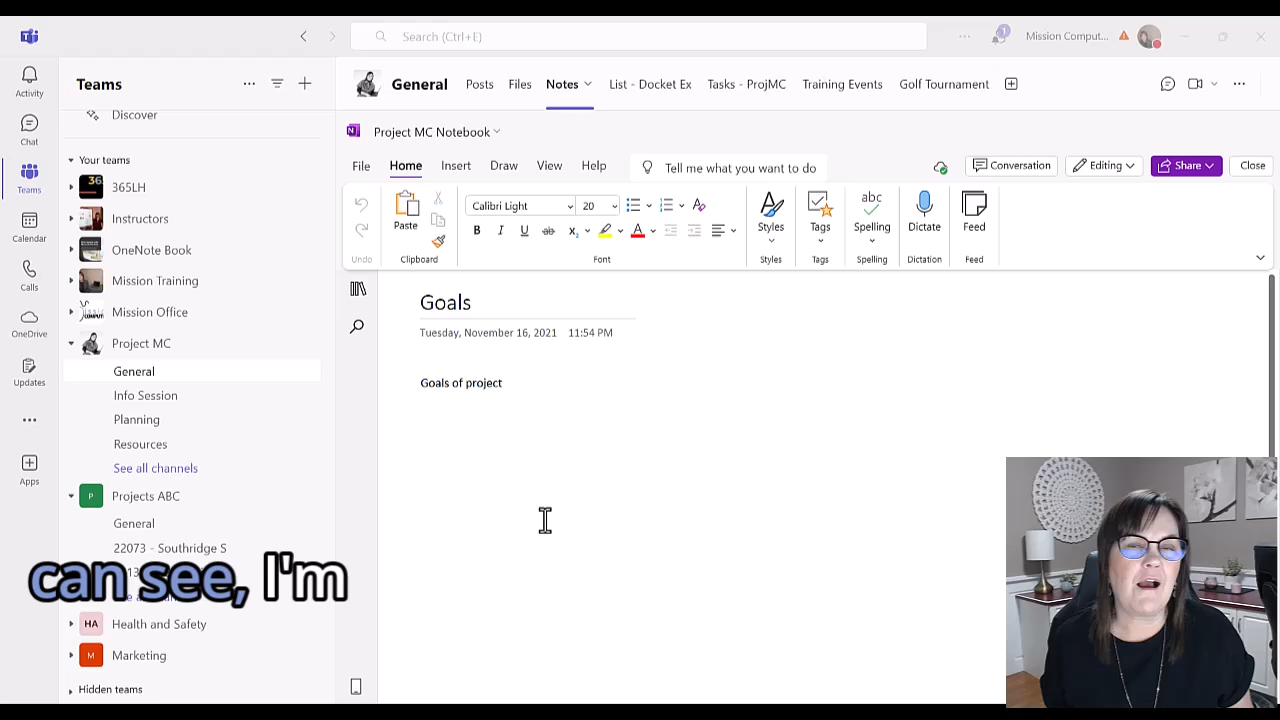 Search (Ctrl+E)
Mission Comput...
1
Activity
Chat
Teams
Calendar
Calls
OneDrive
Updates
Apps
Teams
Discover
Your teams
365LH
Instructors
OneNote Book
Mission Training
Mission Office
Project MC
General
Info Session
Planning
Resources
See all channels
P
Projects ABC
General
22073 - Southridge S
can see, I'm
HA
Health and Safety
M
Marketing
Hidden teams
General
Posts
Files
Notes
List - Docket Ex
Tasks - ProjMC
Training Events
Golf Tournament
Project MC Notebook
File
Home
Insert
Draw
View
Help
Tell me what you want to do
Conversation
Editing
Share
Close
Undo
Paste
Clipboard
Calibri Light
20
B
I
U
ab
Font
Styles
Styles
Tags
Tags
abc
Spelling
Spelling
Dictate
Dictation
Feed
Feed
Goals
Tuesday, November 16, 2021 11:54 PM
Goals of project